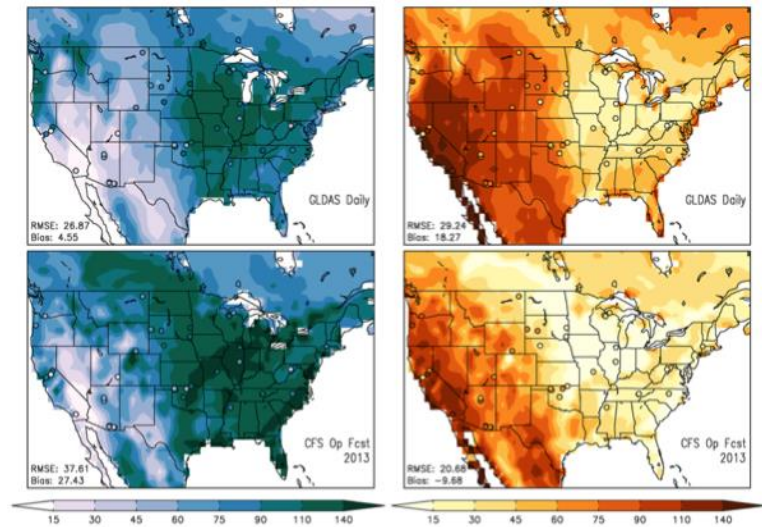 GLDAS Daily
RMSE: 26.87
Bias: 4.55
GLDAS Daily
RMSE: 29.24
Bias: 18.27
CFS Op Fcst
2013
RMSE: 37.61
Bias: 27.43
CFS Op Fcst
2013
RMSE: 20.68
Bias: -9.68
15 30 45 60 75 90 110 140
15 30 45 60 75 90 110 140